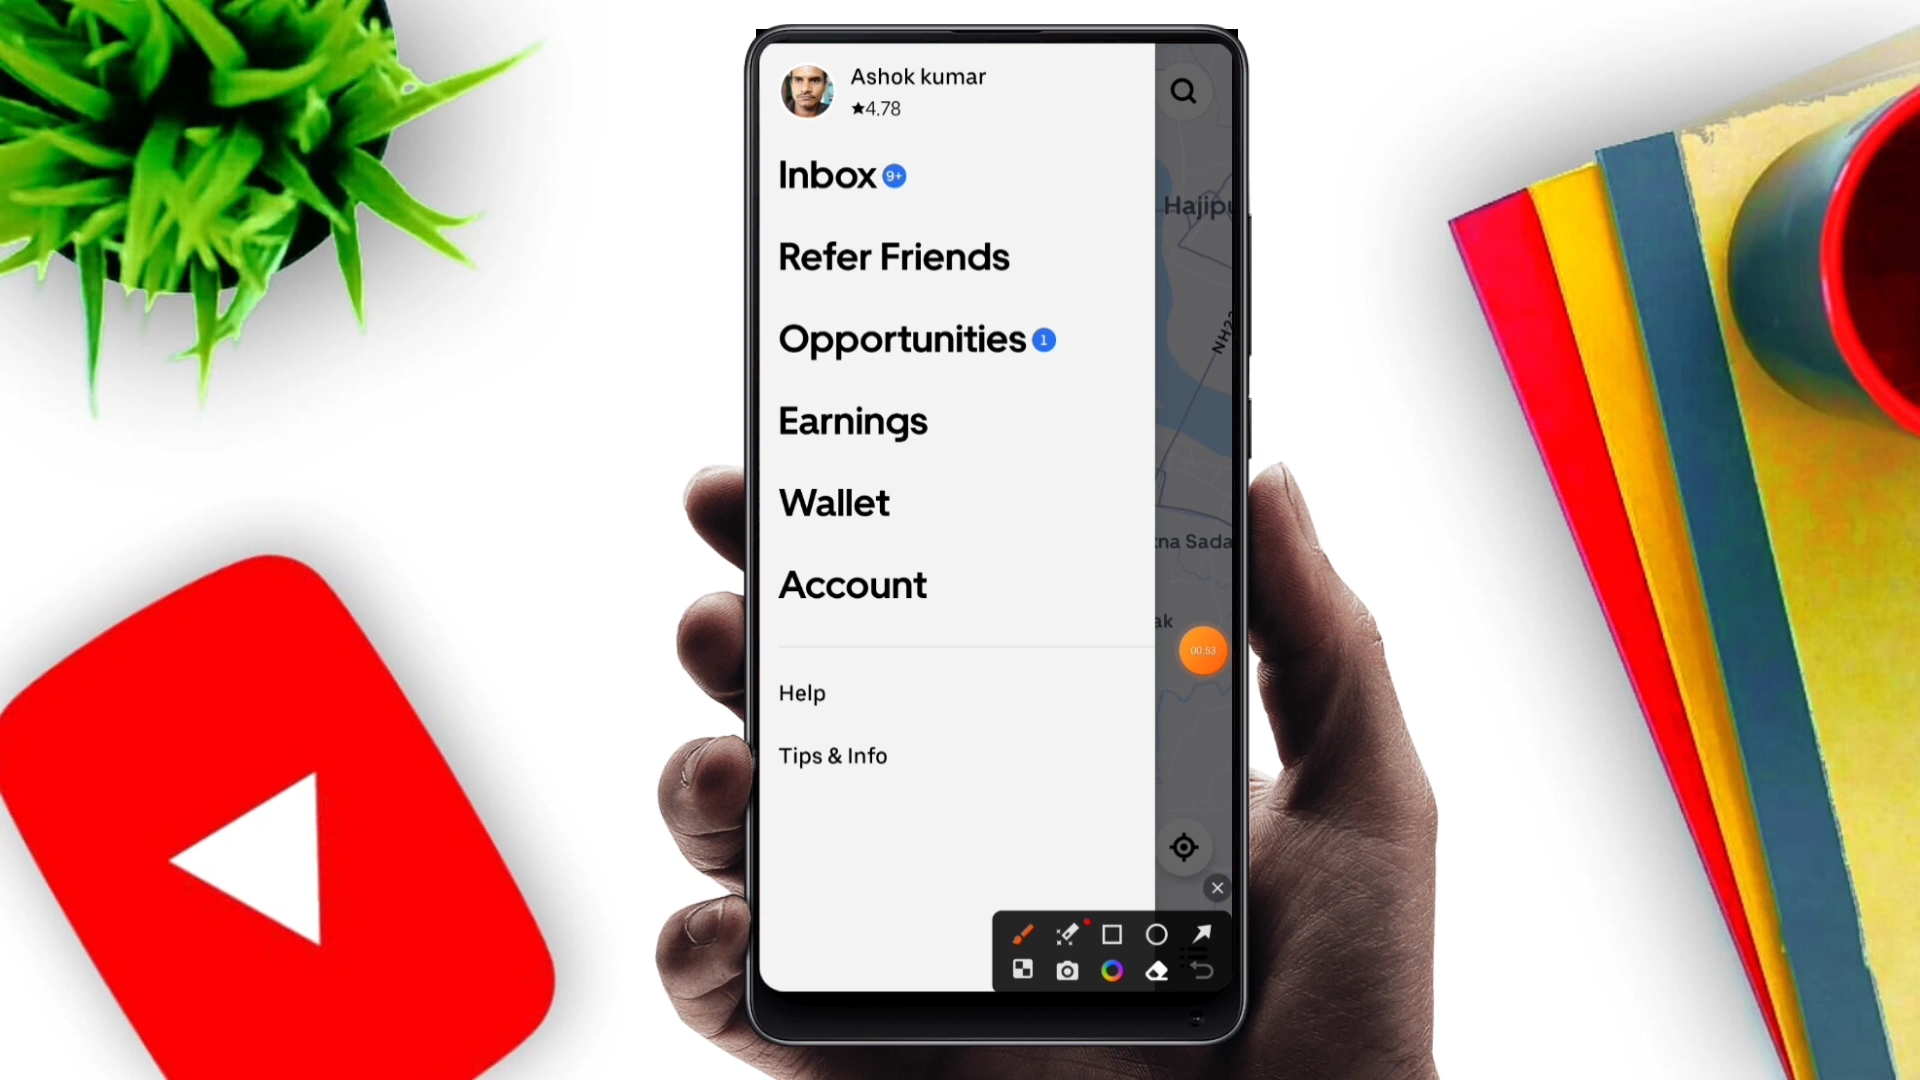 Ashok kumar
★4.78
Inbox 9+
Refer Friends
Opportunities 1
Earnings
Wallet
Account
Help
Tips & Info
Hajipu
NH22
tna Sada
ak
00:53